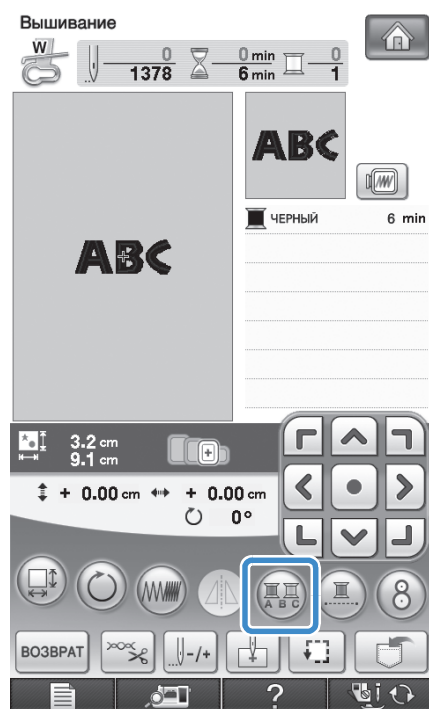 Вышивание
W
0 0 min 0
1378 6 min 1
ABC
ЧЕРНЫЙ 6 min
ABC
3.2 cm
9.1 cm
+ 0.00 cm + 0.00 cm
0°
A B C
8
ВОЗВРАТ
-/+
?